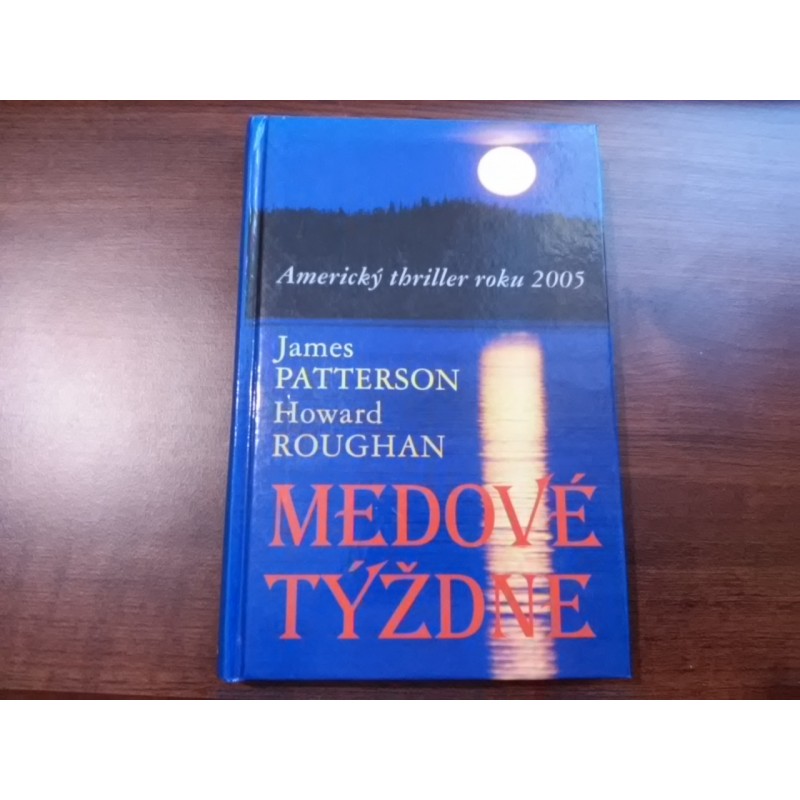 Americký thriller roku 2005
James
PATTERSON
Howard
ROUGHAN
MEDOVÉ
TÝŽDNE